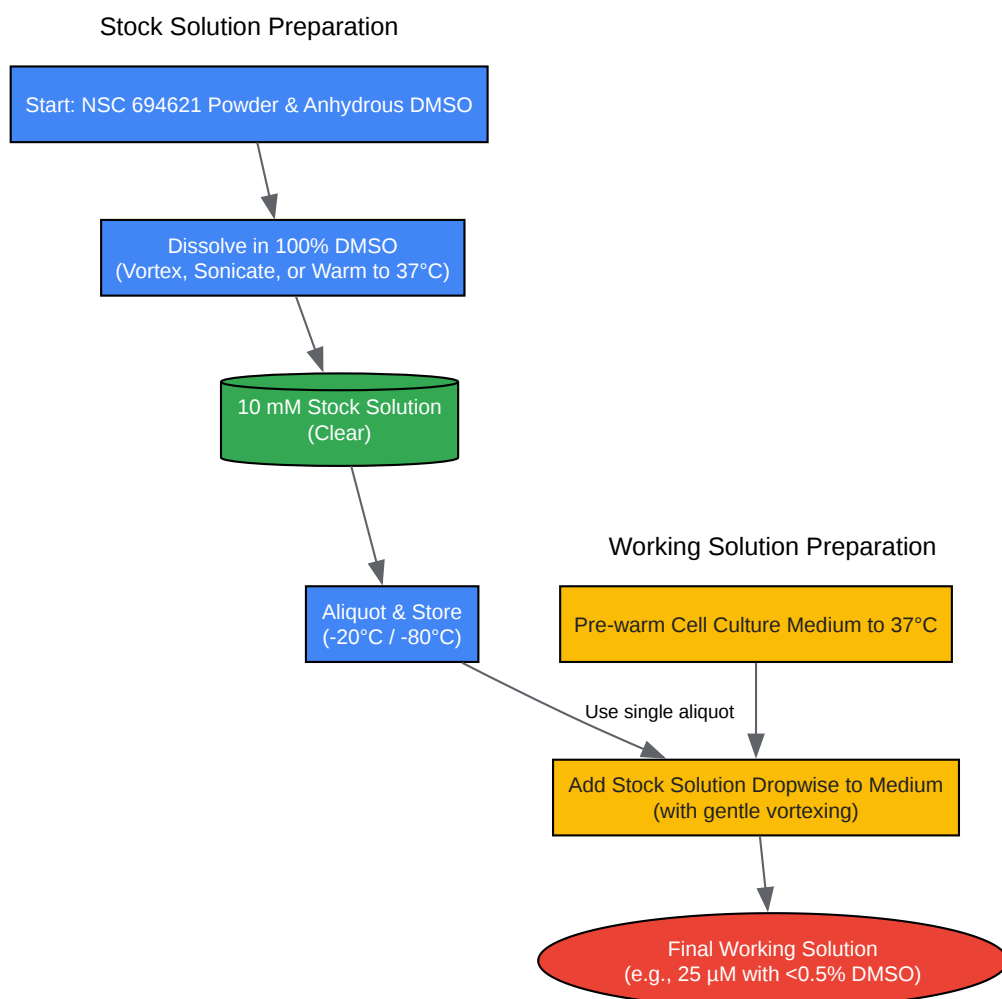 Stock Solution Preparation
Start: NSC 694621 Powder & Anhydrous DMSO
Dissolve in 100% DMSO
(Vortex, Sonicate, or Warm to 37°C)
10 mM Stock Solution
(Clear)
Aliquot & Store
(-20°C / -80°C)
Working Solution Preparation
Pre-warm Cell Culture Medium to 37°C
Use single aliquot
Add Stock Solution Dropwise to Medium
(with gentle vortexing)
Final Working Solution
(e.g., 25 µM with <0.5% DMSO)